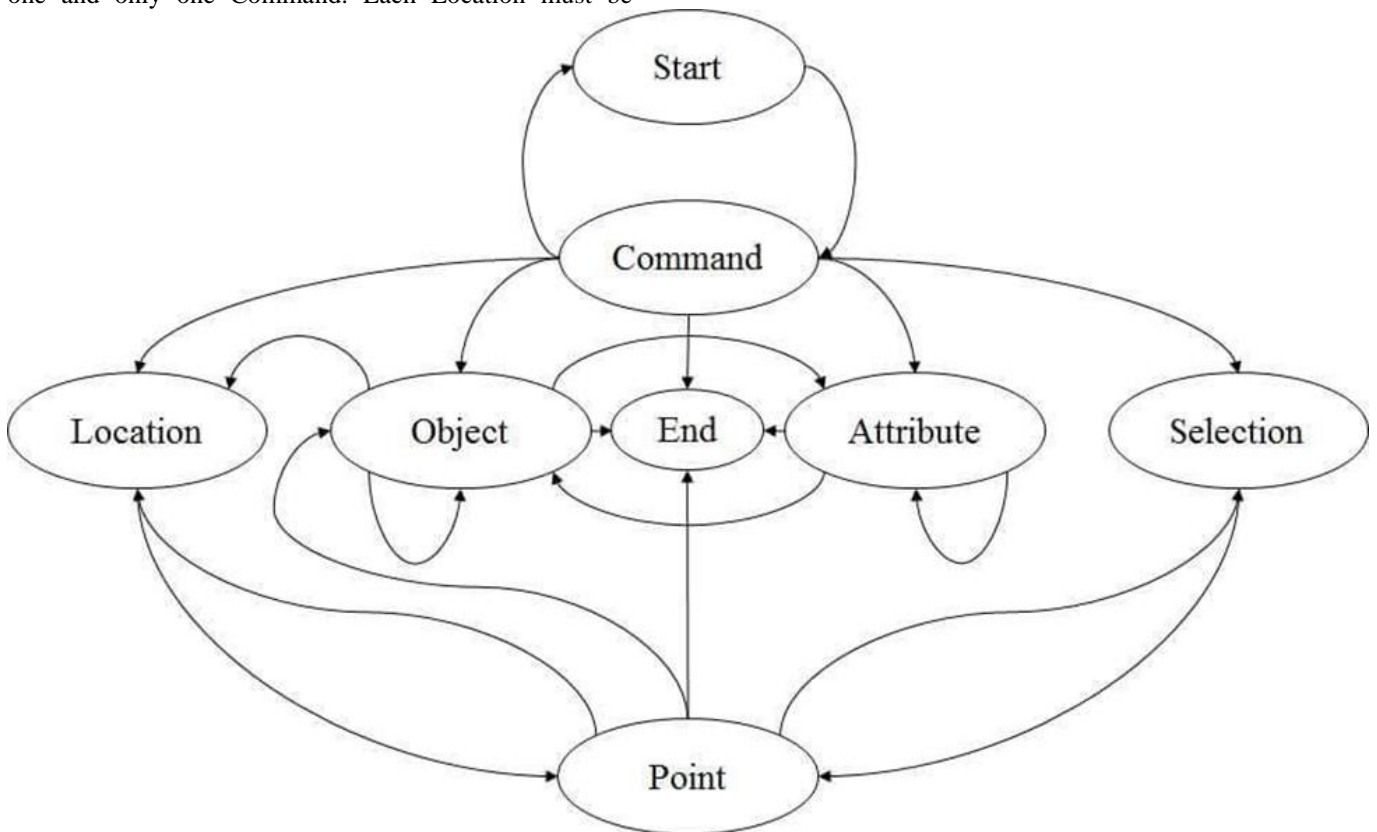 one and only one Command. Each Location must be
Start
Command
Location Object End Attribute Selection
Point